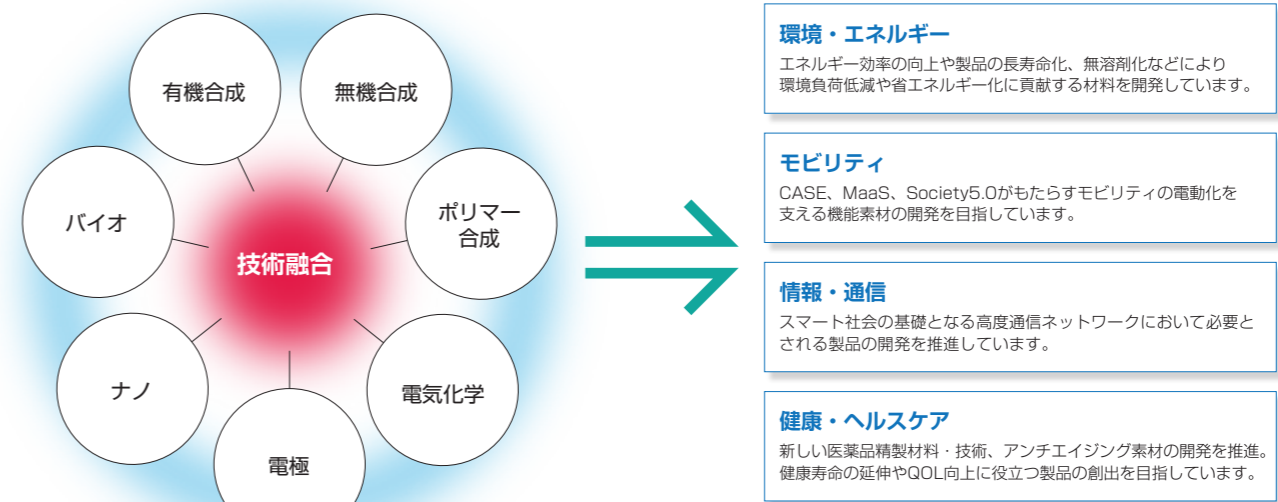 有機合成
無機合成
バイオ
ポリマー
合成
技術融合
ナノ
電気化学
電極
環境・エネルギー
エネルギー効率の向上や製品の長寿命化、無溶剤化などにより
環境負荷低減や省エネルギー化に貢献する材料を開発しています。
モビリティ
CASE、MaaS、Society5.0がもたらすモビリティの電動化を
支える機能素材の開発を目指しています。
情報・通信
スマート社会の基礎となる高度通信ネットワークにおいて必要と
される製品の開発を推進しています。
健康・ヘルスケア
新しい医薬品精製材料・技術、アンチエイジング素材の開発を推進。
健康寿命の延伸やQOL向上に役立つ製品の創出を目指しています。